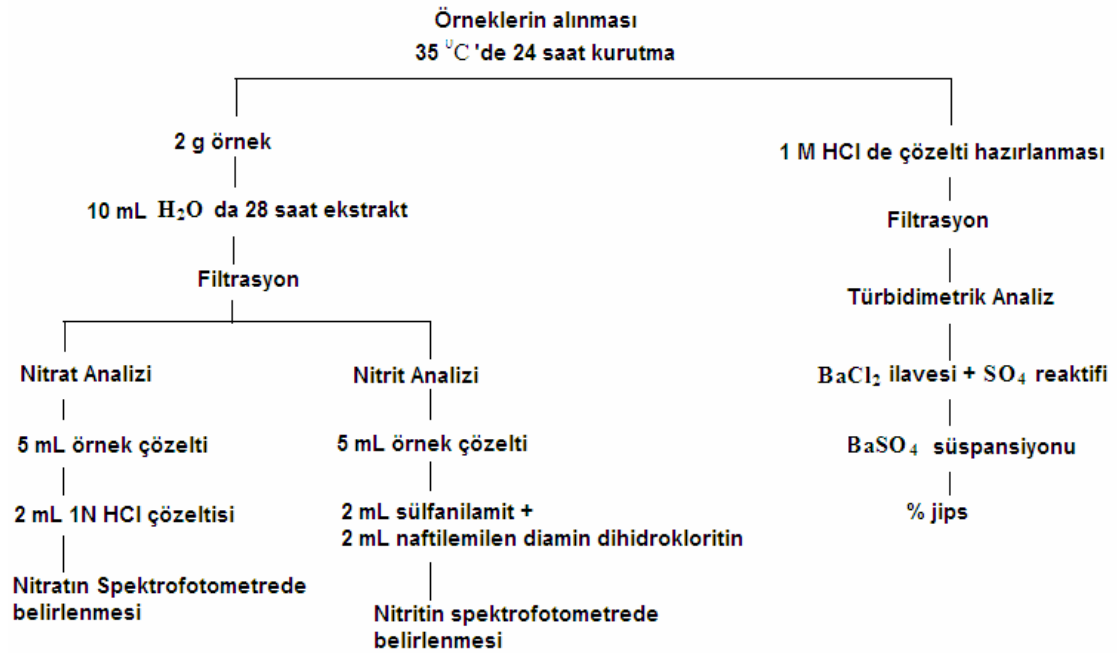 Örneklerin alınması
35 ⁰C 'de 24 saat kurutma
2 g örnek
10 mL H₂O da 28 saat ekstrakt
Filtrasyon
Nitrat Analizi
5 mL örnek çözelti
2 mL 1N HCl çözeltisi
Nitratın Spektrofotometrede
belirlenmesi
Nitrit Analizi
5 mL örnek çözelti
2 mL sülfanilamit +
2 mL naftilemilen diamin dihidrokloritin
Nitritin spektrofotometrede
belirlenmesi
1 M HCl de çözelti hazırlanması
Filtrasyon
Türbidimetrik Analiz
BaCl₂ ilavesi + SO₄ reaktifi
BaSO₄ süspansiyonu
% jips